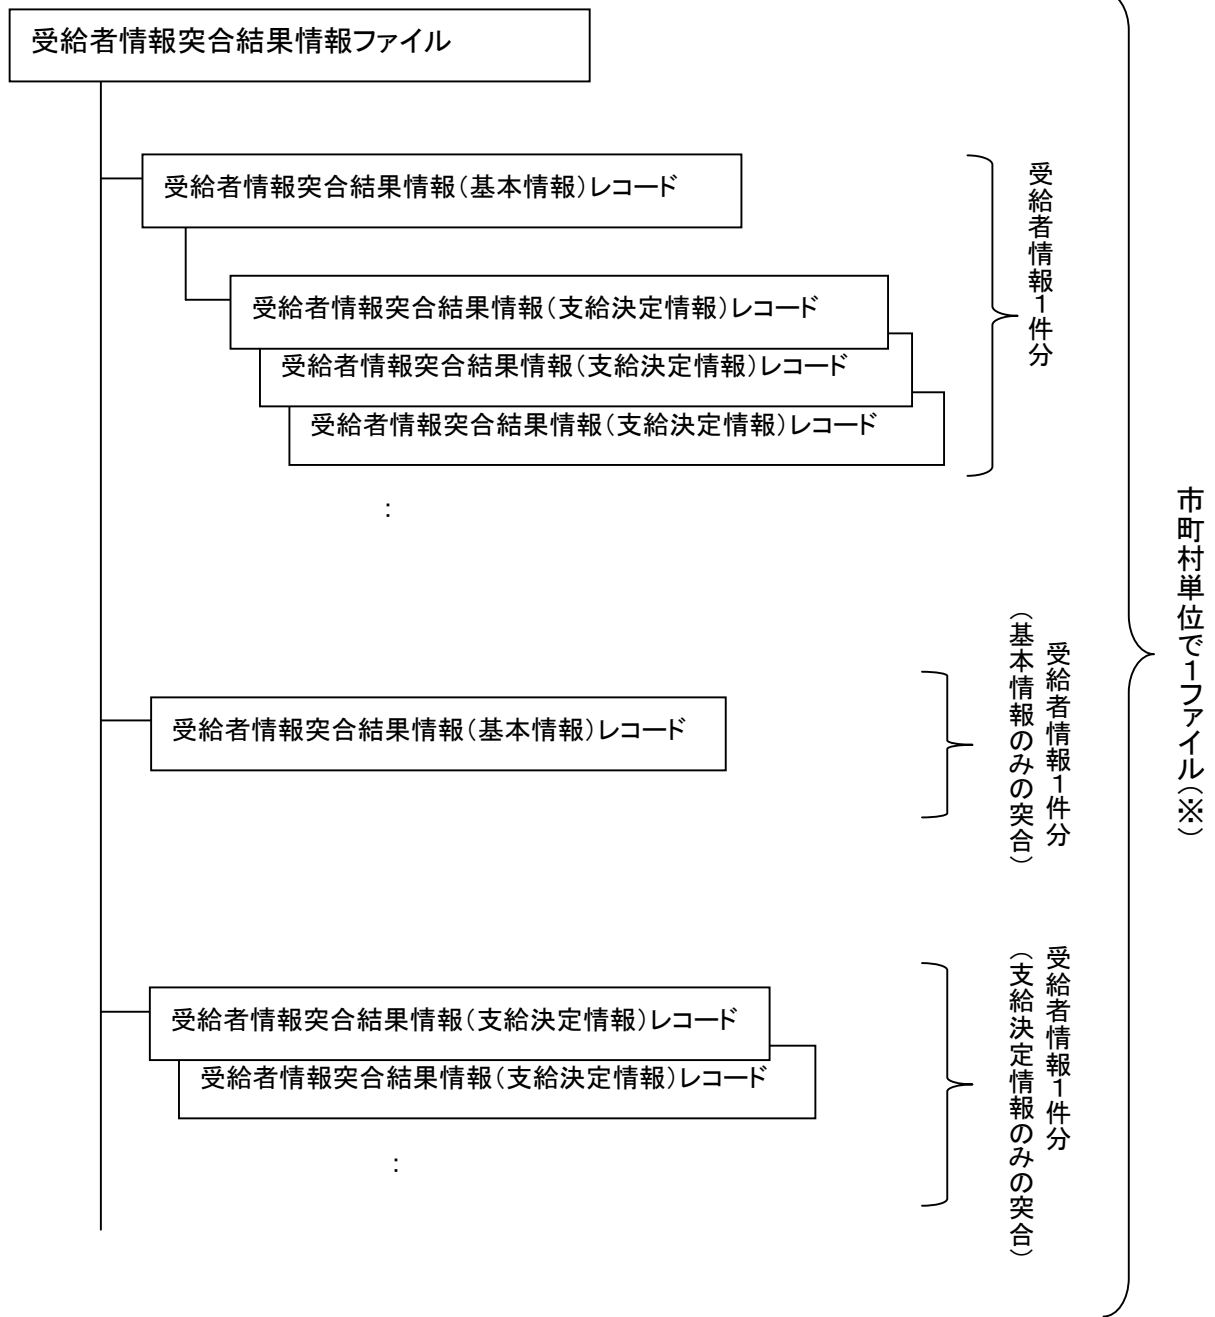 受給者情報突合結果情報ファイル
受給者情報突合結果情報（基本情報）レコード
受給者情報突合結果情報（支給決定情報）レコード
受給者情報突合結果情報（支給決定情報）レコード
受給者情報突合結果情報（支給決定情報）レコード
：
受給者情報１件分
受給者情報突合結果情報（基本情報）レコード
受給者情報１件分
（基本情報のみの突合）
受給者情報突合結果情報（支給決定情報）レコード
受給者情報突合結果情報（支給決定情報）レコード
：
受給者情報１件分
（支給決定情報のみの突合）
市町村単位で１ファイル（※）